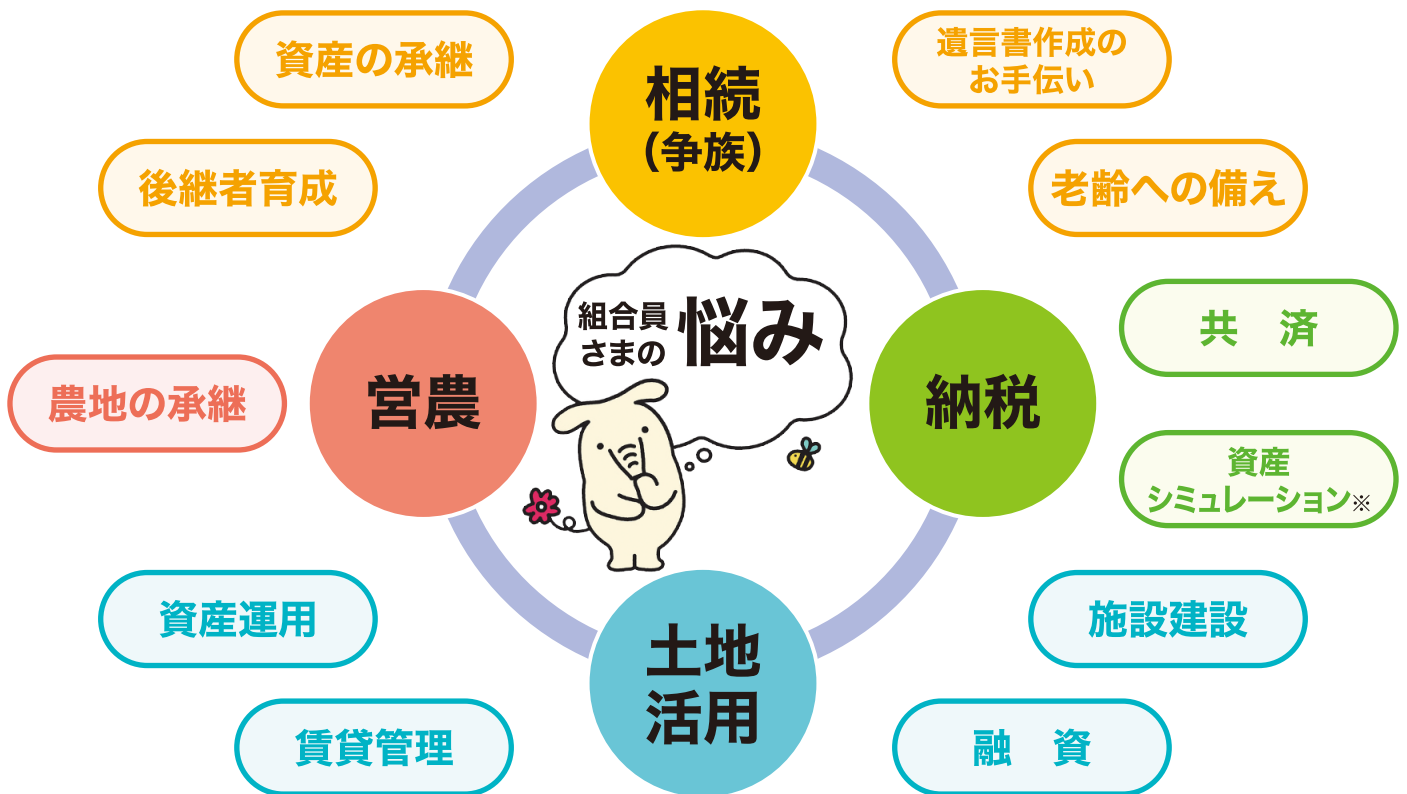 資産の承継
相続
（争族）
遺言書作成の
お手伝い
後継者育成
老齢への備え
組合員
さまの
悩み
共　済
農地の承継
営農
納税
資産
シミュレーション※
資産運用
施設建設
土地
活用
賃貸管理
融　資